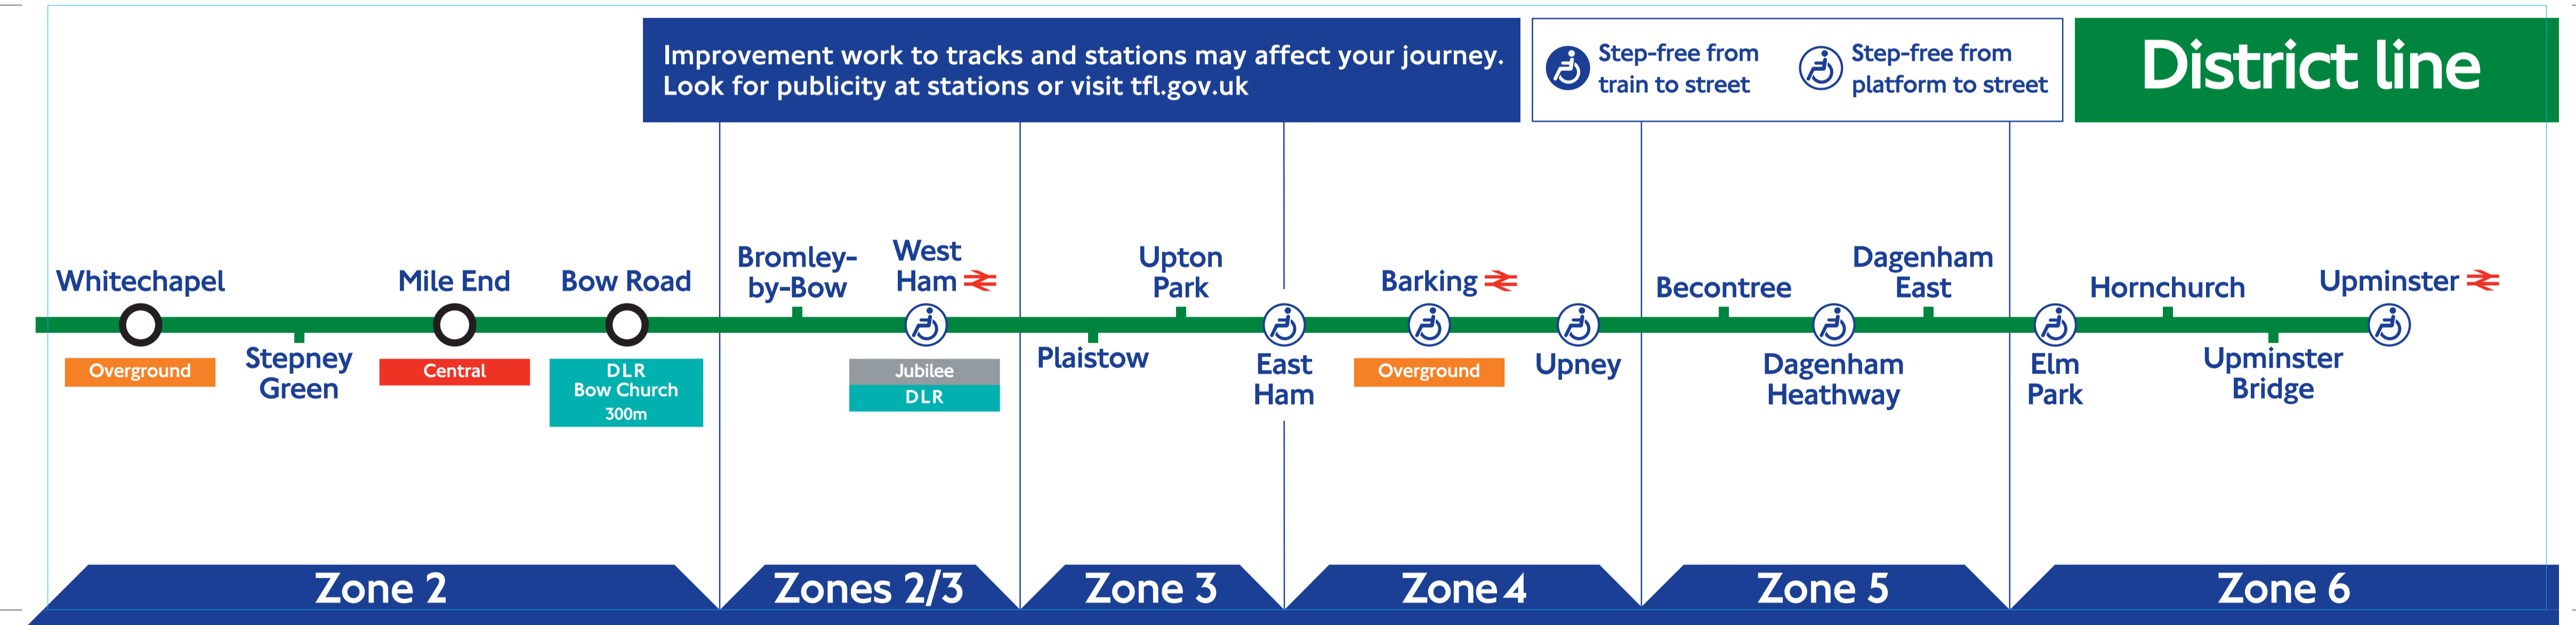 Improvement work to tracks and stations may affect your journey.
Look for publicity at stations or visit tfl.gov.uk
Step-free from
train to street
Step-free from
platform to street
District line
Whitechapel
Overground
Stepney
Green
Mile End
Central
Bow Road
DLR
Bow Church
300m
Bromley-
by-Bow
West
Ham
Jubilee
DLR
Plaistow
Upton
Park
East
Ham
Barking
Overground
Upney
Becontree
Dagenham
Heathway
Dagenham
East
Elm
Park
Hornchurch
Upminster
Bridge
Upminster
Zone 2
Zones 2/3
Zone 3
Zone 4
Zone 5
Zone 6